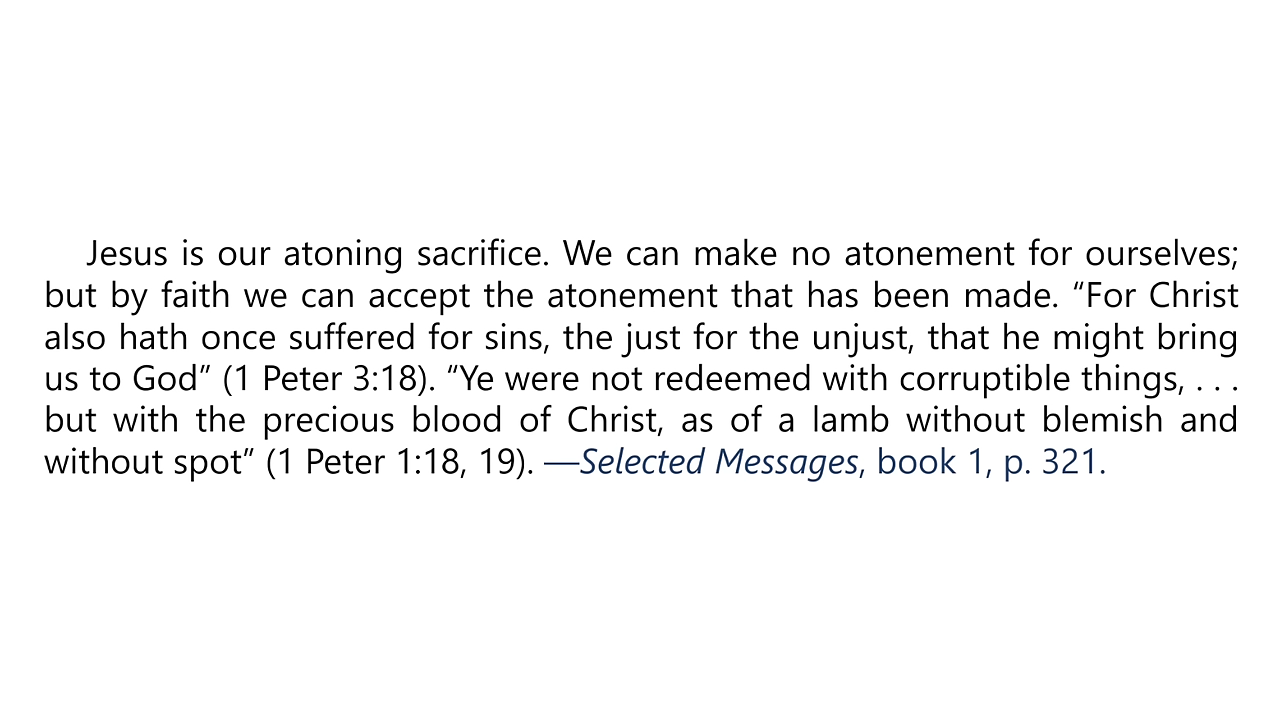 Jesus is our atoning sacrifice. We can make no atonement for ourselves;
but by faith we can accept the atonement that has been made. “For Christ
also hath once suffered for sins, the just for the unjust, that he might bring
us to God” (1 Peter 3:18). “Ye were not redeemed with corruptible things, . . .
but with the precious blood of Christ, as of a lamb without blemish and
without spot” (1 Peter 1:18, 19). —Selected Messages, book 1, p. 321.